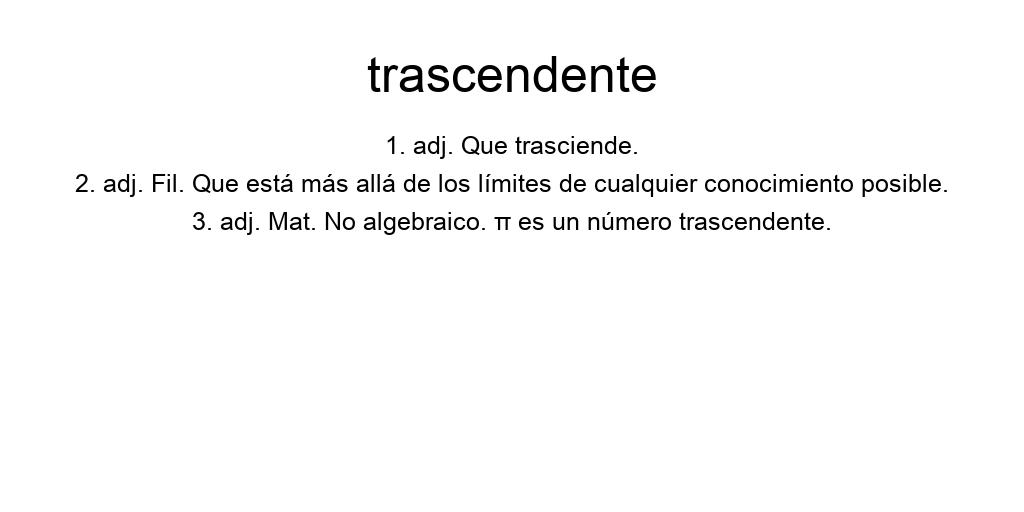 trascendente
1. adj. Que trasciende.
2. adj. Fil. Que está más allá de los límites de cualquier conocimiento posible.
3. adj. Mat. No algebraico. π es un número trascendente.